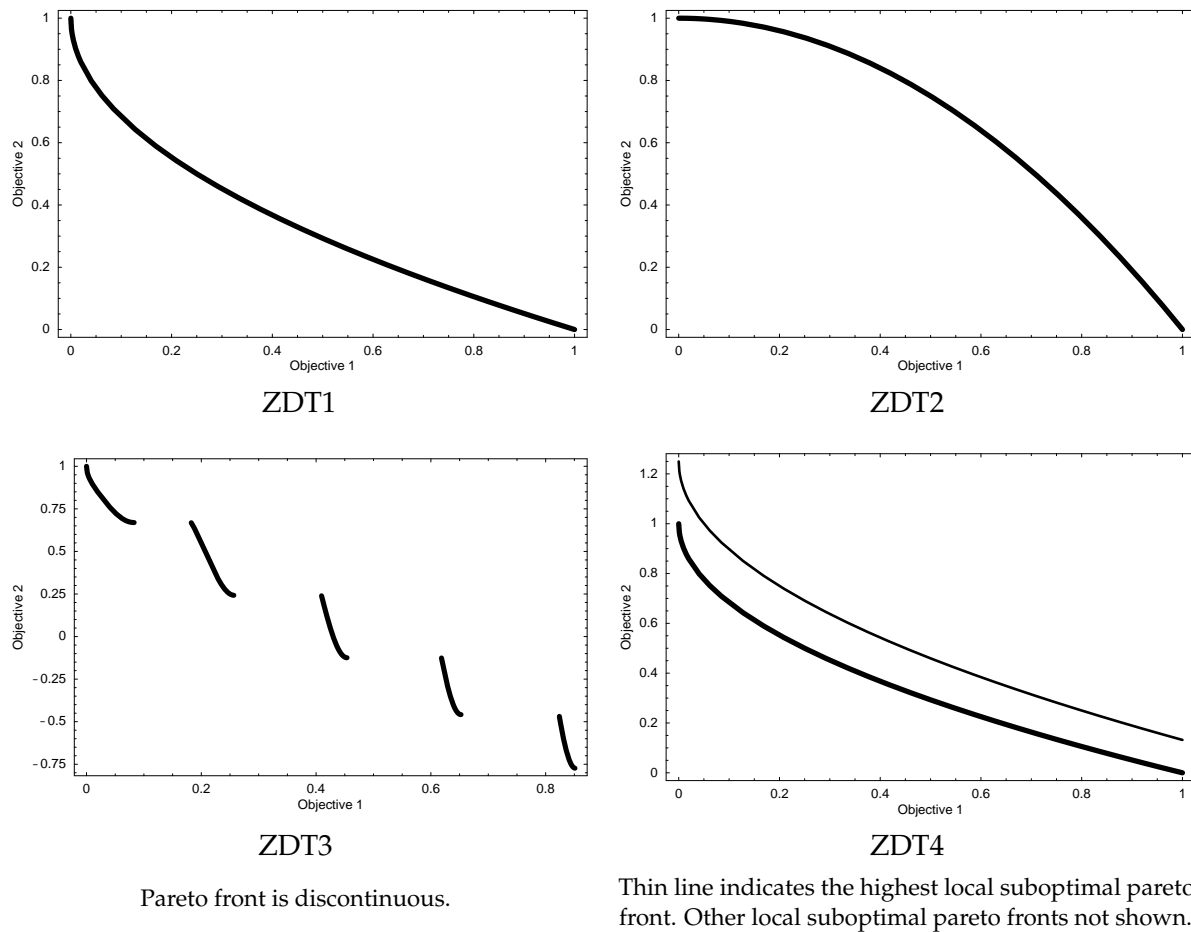 1
0.8
0.6
0.4
0.2
0
Objective 2
0 0.2 0.4 0.6 0.8 1
Objective 1
ZDT1
1
0.8
0.6
0.4
0.2
0
Objective 2
0 0.2 0.4 0.6 0.8 1
Objective 1
ZDT2
1
0.75
0.5
0.25
0
-0.25
-0.5
-0.75
Objective 2
0 0.2 0.4 0.6 0.8
Objective 1
ZDT3
Pareto front is discontinuous.
1.2
1
0.8
0.6
0.4
0.2
0
Objective 2
0 0.2 0.4 0.6 0.8 1
Objective 1
ZDT4
Thin line indicates the highest local suboptimal pareto
front. Other local suboptimal pareto fronts not shown.